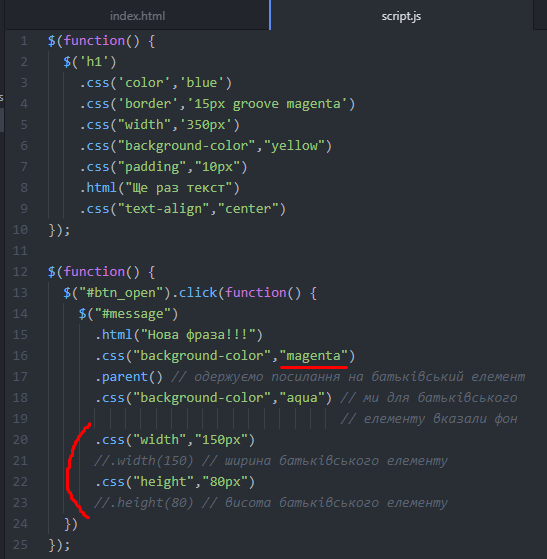 index.html script.js
s
1 $(function() {
2 $('h1')
3 .css('color','blue')
4 .css('border','15px groove magenta')
5 .css("width",'350px')
6 .css("background-color","yellow")
7 .css("padding","10px")
8 .html("Ще раз текст")
9 .css("text-align","center")
10 });
11
12 $(function() {
13 $("#btn_open").click(function() {
14 $("#message")
15 .html("Нова фраза!!!")
16 .css("background-color","magenta")
17 .parent() // одержуємо посилання на батьківський елемент
18 .css("background-color","aqua") // ми для батьківського
19 // елементу вказали фон
20 .css("width","150px")
21 //.width(150) // ширина батьківського елементу
22 .css("height","80px")
23 //.height(80) // висота батьківського елементу
24 })
25 });